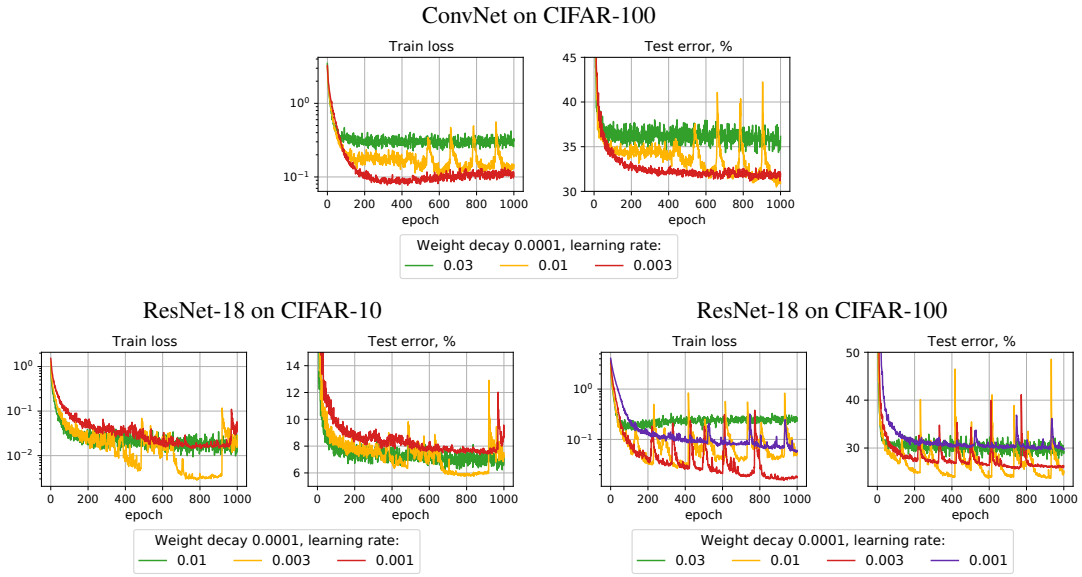 ConvNet on CIFAR-100
Train loss
Test error, %
10⁰
10⁻¹
0 200 400 600 800 1000
epoch
45
40
35
30
0 200 400 600 800 1000
epoch
Weight decay 0.0001, learning rate:
0.03 0.01 0.003
ResNet-18 on CIFAR-10
Train loss
Test error, %
10⁰
10⁻¹
10⁻²
0 200 400 600 800 1000
epoch
14
12
10
8
6
0 200 400 600 800 1000
epoch
Weight decay 0.0001, learning rate:
0.01 0.003 0.001
ResNet-18 on CIFAR-100
Train loss
Test error, %
10⁰
10⁻¹
0 200 400 600 800 1000
epoch
50
40
30
0 200 400 600 800 1000
epoch
Weight decay 0.0001, learning rate:
0.03 0.01 0.003 0.001